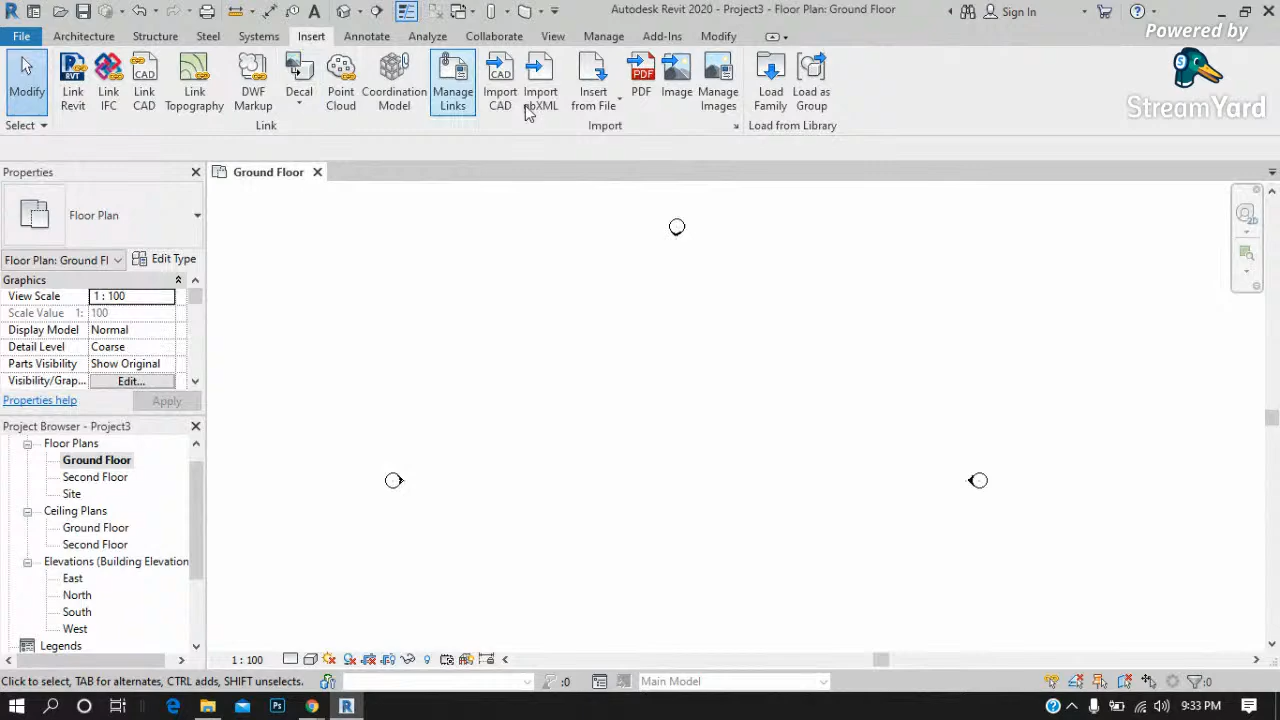 Autodesk Revit 2020 - Project3 - Floor Plan: Ground Floor
Sign In
File Architecture Structure Steel Systems Insert Annotate Analyze Collaborate View Manage Add-Ins Modify
Powered by
StreamYard
Modify
Link Revit
Link IFC
Link CAD
Link Topography
DWF Markup
Decal
Point Cloud
Coordination Model
Manage Links
Import CAD
Import gbXML
Insert from File
PDF
Image
Manage Images
Load Family
Load as Group
Select
Link
Import
Load from Library
Properties
Ground Floor
2D
Floor Plan
Floor Plan: Ground Fl
Edit Type
Graphics
View Scale 1 : 100
Scale Value 1: 100
Display Model Normal
Detail Level Coarse
Parts Visibility Show Original
Visibility/Grap... Edit...
Properties help
Apply
Project Browser - Project3
Floor Plans
Ground Floor
Second Floor
Site
Ceiling Plans
Ground Floor
Second Floor
Elevations (Building Elevation
East
North
South
West
Legends
1 : 100
Click to select, TAB for alternates, CTRL adds, SHIFT unselects.
:0
Main Model
:0
9:33 PM